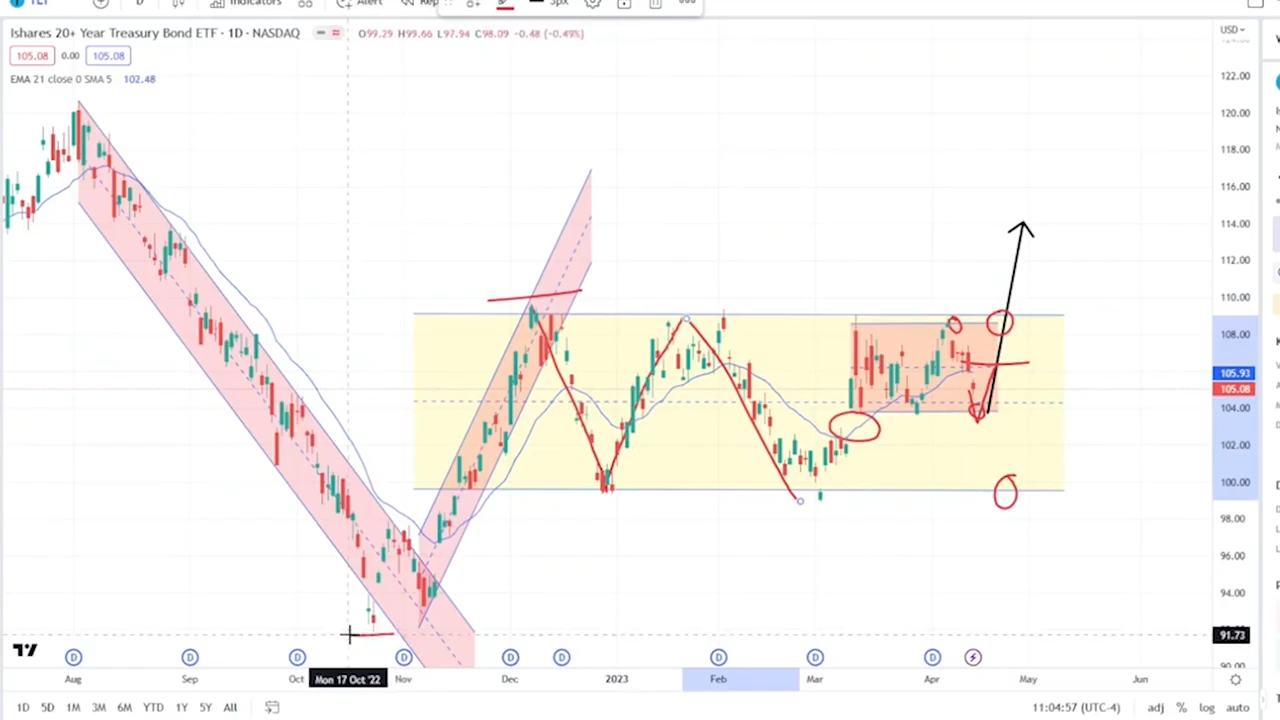 TLT D Indicators Alert Rep 3px
Ishares 20+ Year Treasury Bond ETF · 1D · NASDAQ O99.29 H99.66 L97.94 C98.09 -0.48 (-0.49%) USD
105.08 0.00 105.08
EMA 21 close 0 SMA 5 102.48
122.00
120.00
118.00
116.00
114.00
112.00
110.00
108.00
105.93
105.08
104.00
102.00
100.00
98.00
96.00
94.00
91.73
90.00
D D D D D D D D D
Aug Sep Oct Mon 17 Oct '22 Nov Dec 2023 Feb Mar Apr May Jun
1D 5D 1M 3M 6M YTD 1Y 5Y All 11:04:57 (UTC-4) adj % log auto